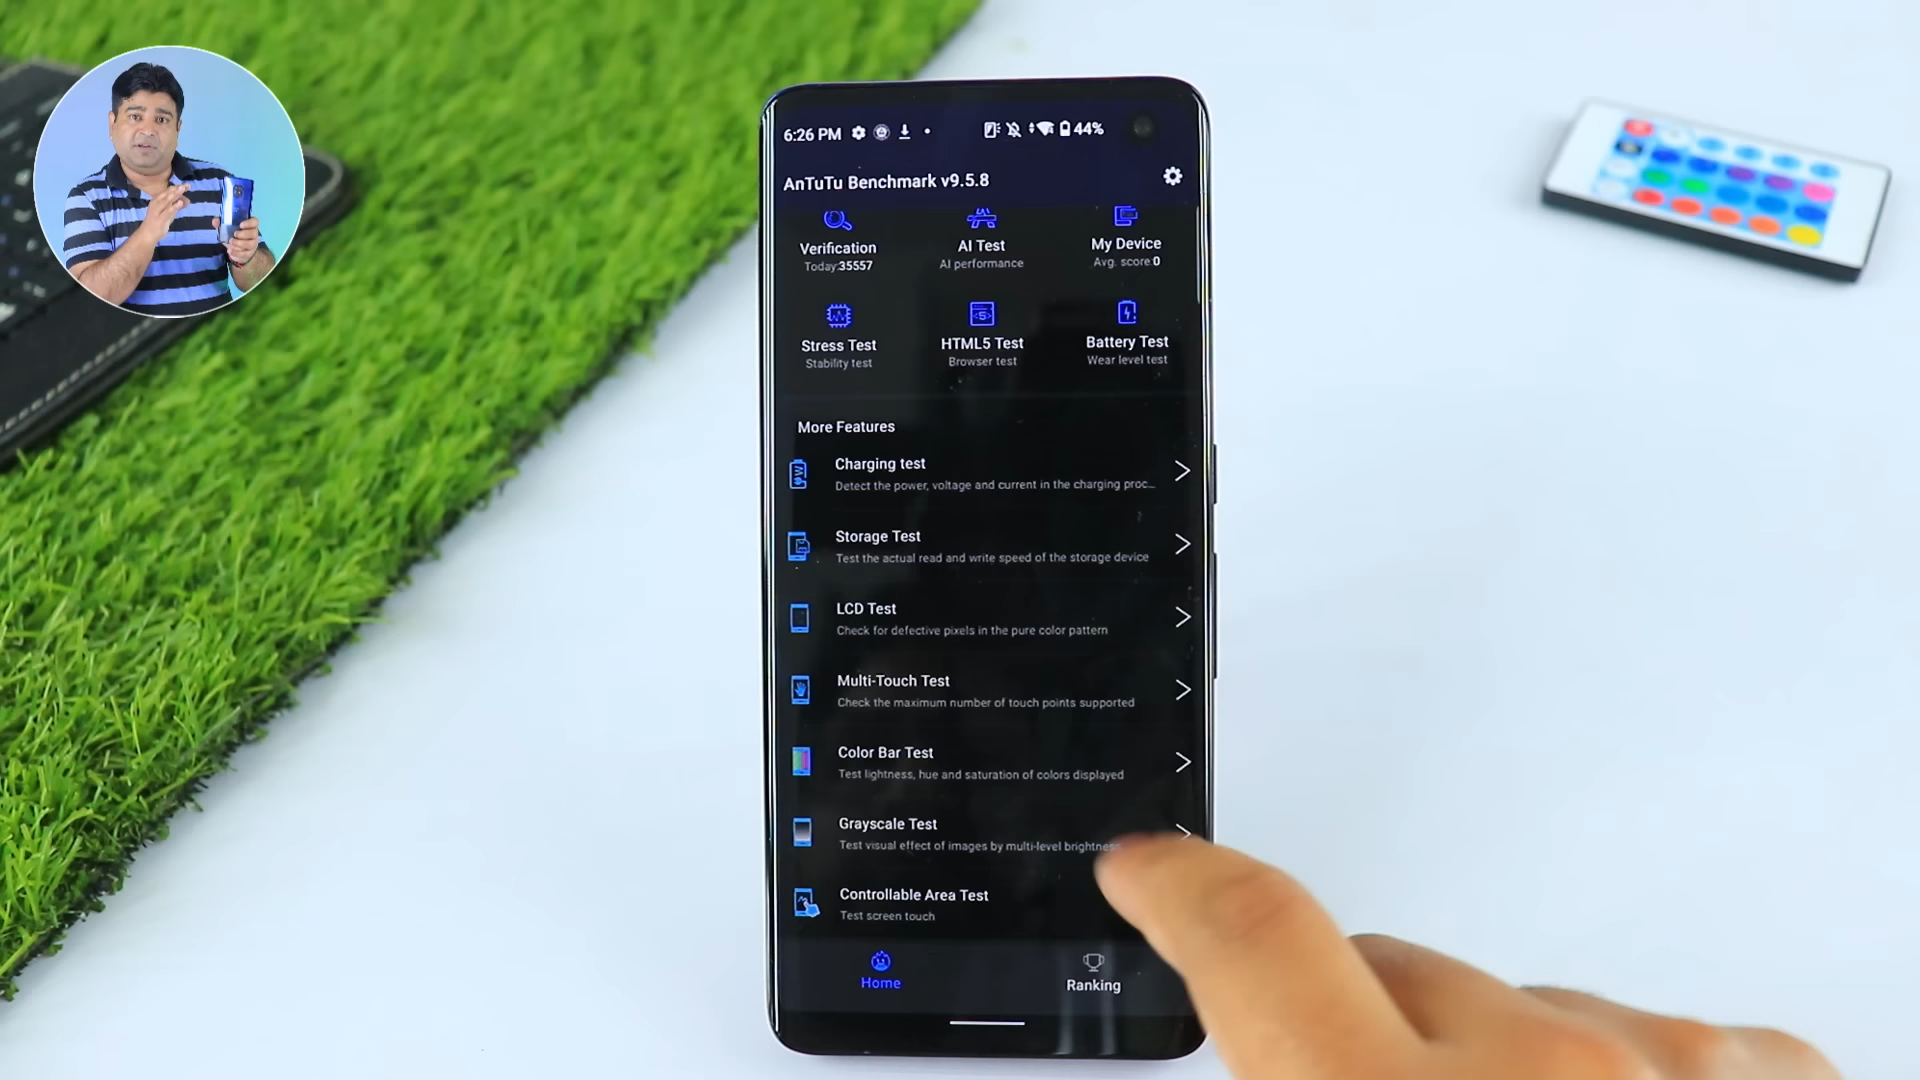 6:26 PM
44%
AnTuTu Benchmark v9.5.8
Verification
Today:35557
AI Test
AI performance
My Device
Avg. score 0
Stress Test
Stability test
HTML5 Test
Browser test
Battery Test
Wear level test
More Features
Charging test
Detect the power, voltage and current in the charging proc...
Storage Test
Test the actual read and write speed of the storage device
LCD Test
Check for defective pixels in the pure color pattern
Multi-Touch Test
Check the maximum number of touch points supported
Color Bar Test
Test lightness, hue and saturation of colors displayed
Grayscale Test
Test visual effect of images by multi-level brightness
Controllable Area Test
Test screen touch
Home
Ranking